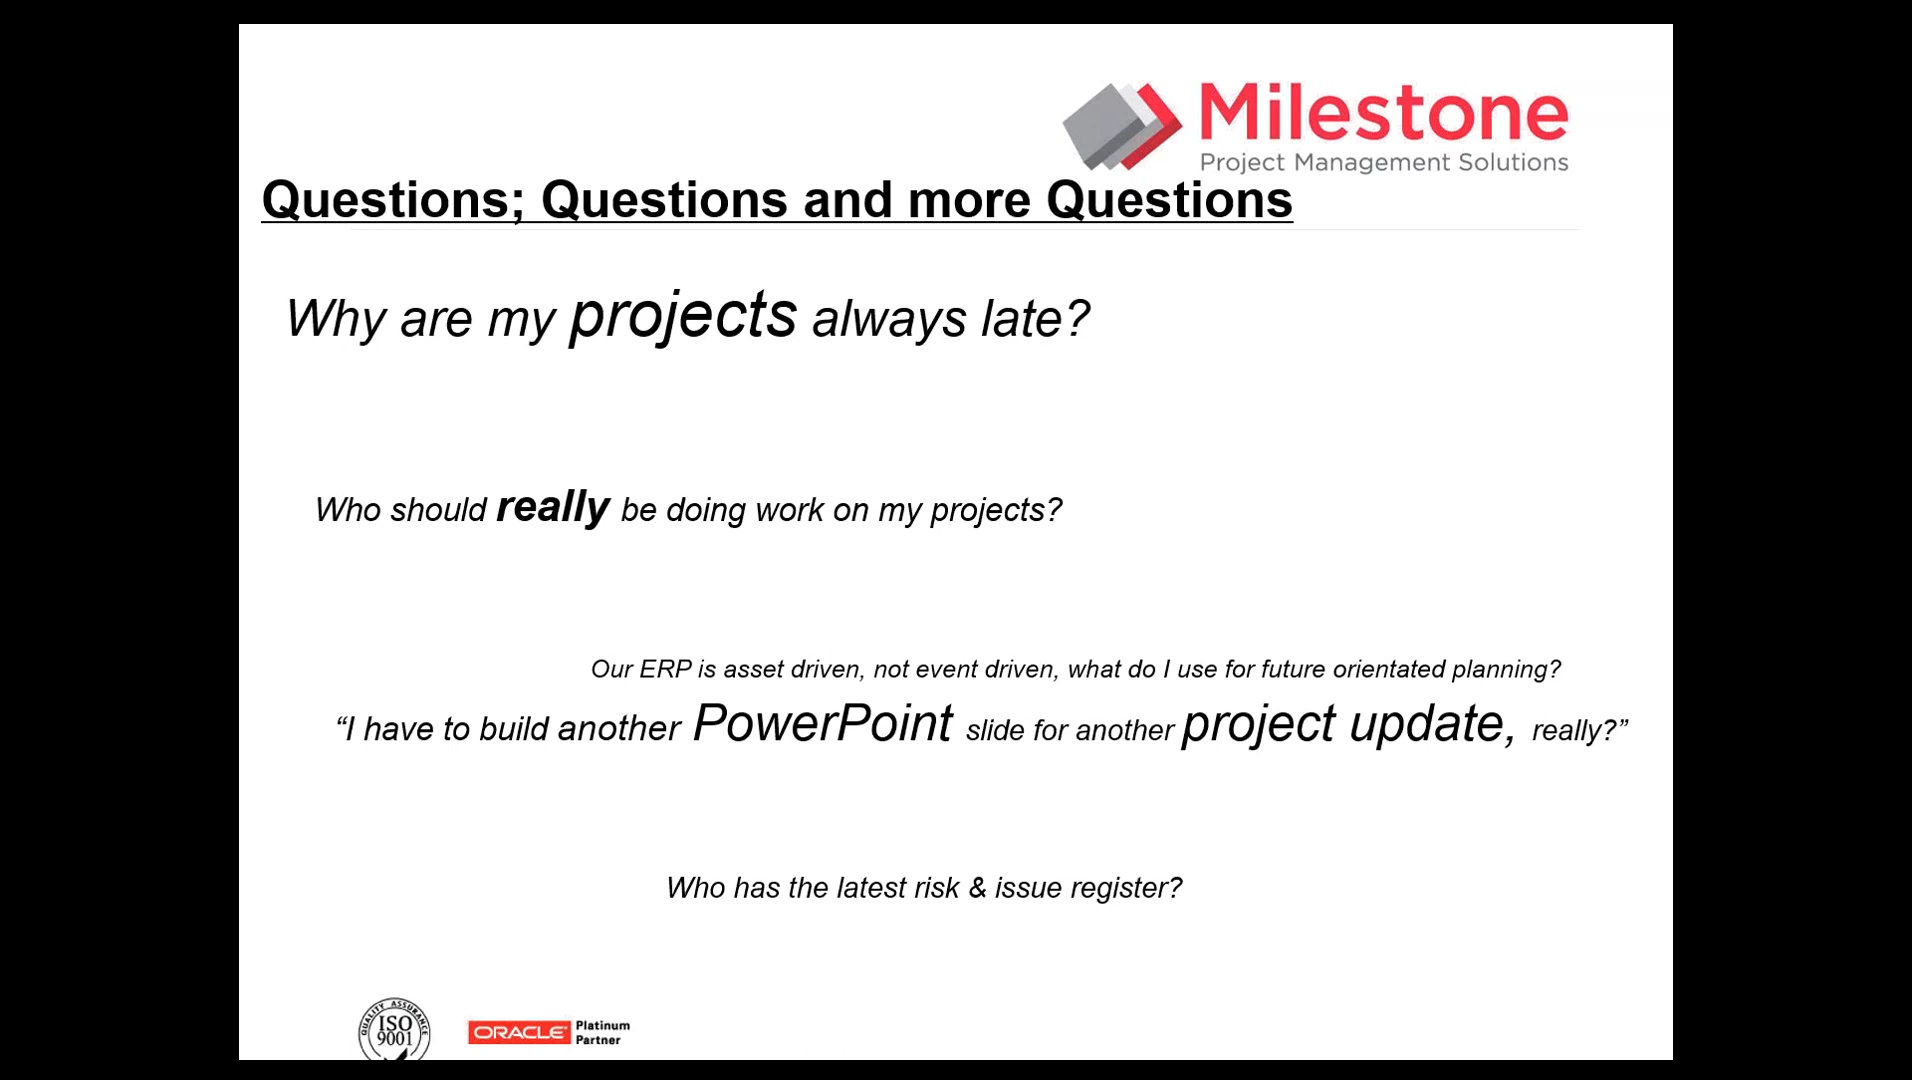 Milestone
Project Management Solutions
Questions; Questions and more Questions
Why are my projects always late?
Who should really be doing work on my projects?
Our ERP is asset driven, not event driven, what do I use for future orientated planning?
“I have to build another PowerPoint slide for another project update, really?”
Who has the latest risk & issue register?
QUALITY ASSURANCE
ISO
9001
ORACLE Platinum
Partner